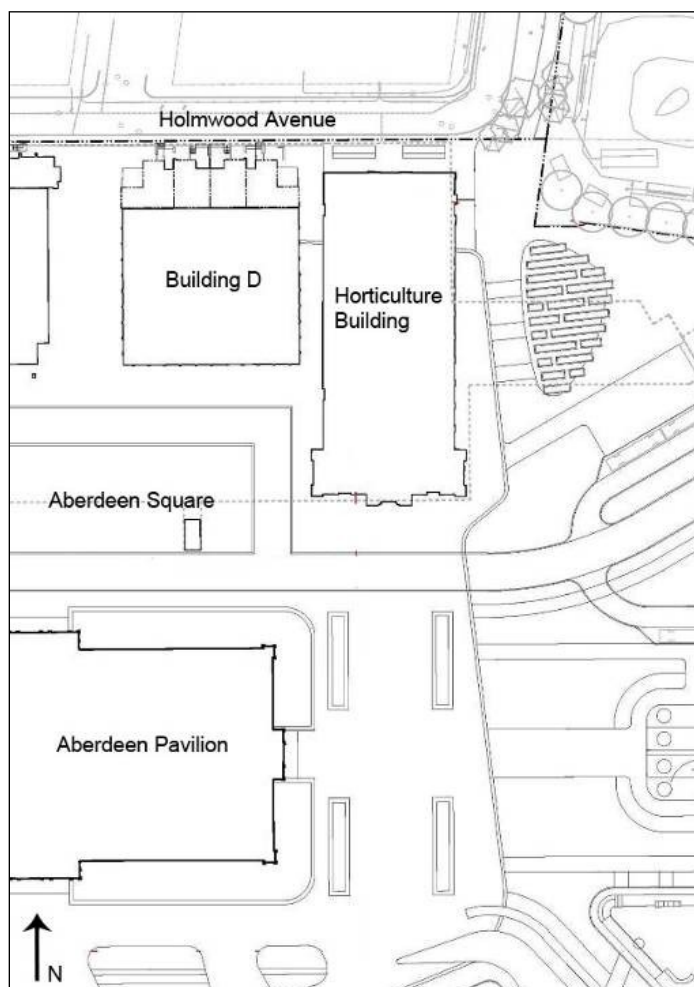 Holmwood Avenue
Building D
Horticulture
Building
Aberdeen Square
Aberdeen Pavilion
N